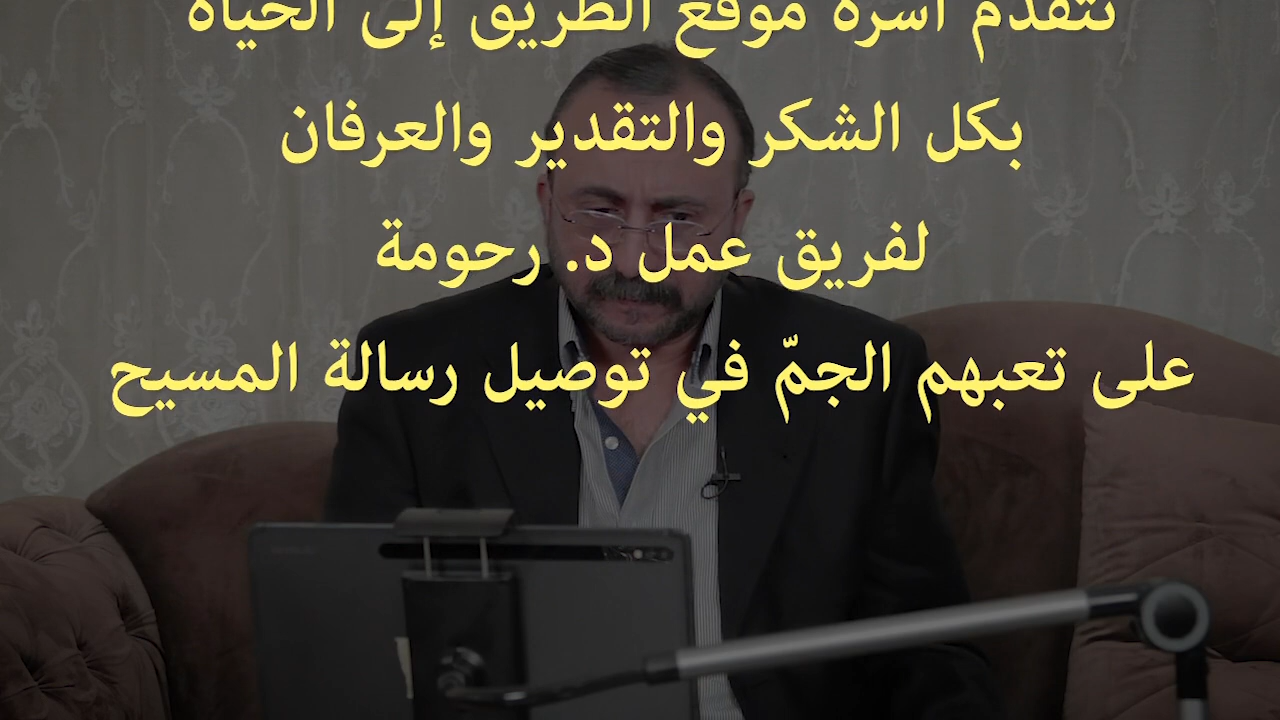 تتقدم أسرة موقع الطريق إلى الحياة
بكل الشكر والتقدير والعرفان
لفريق عمل د. رحومة
على تعبهم الجمّ في توصيل رسالة المسيح